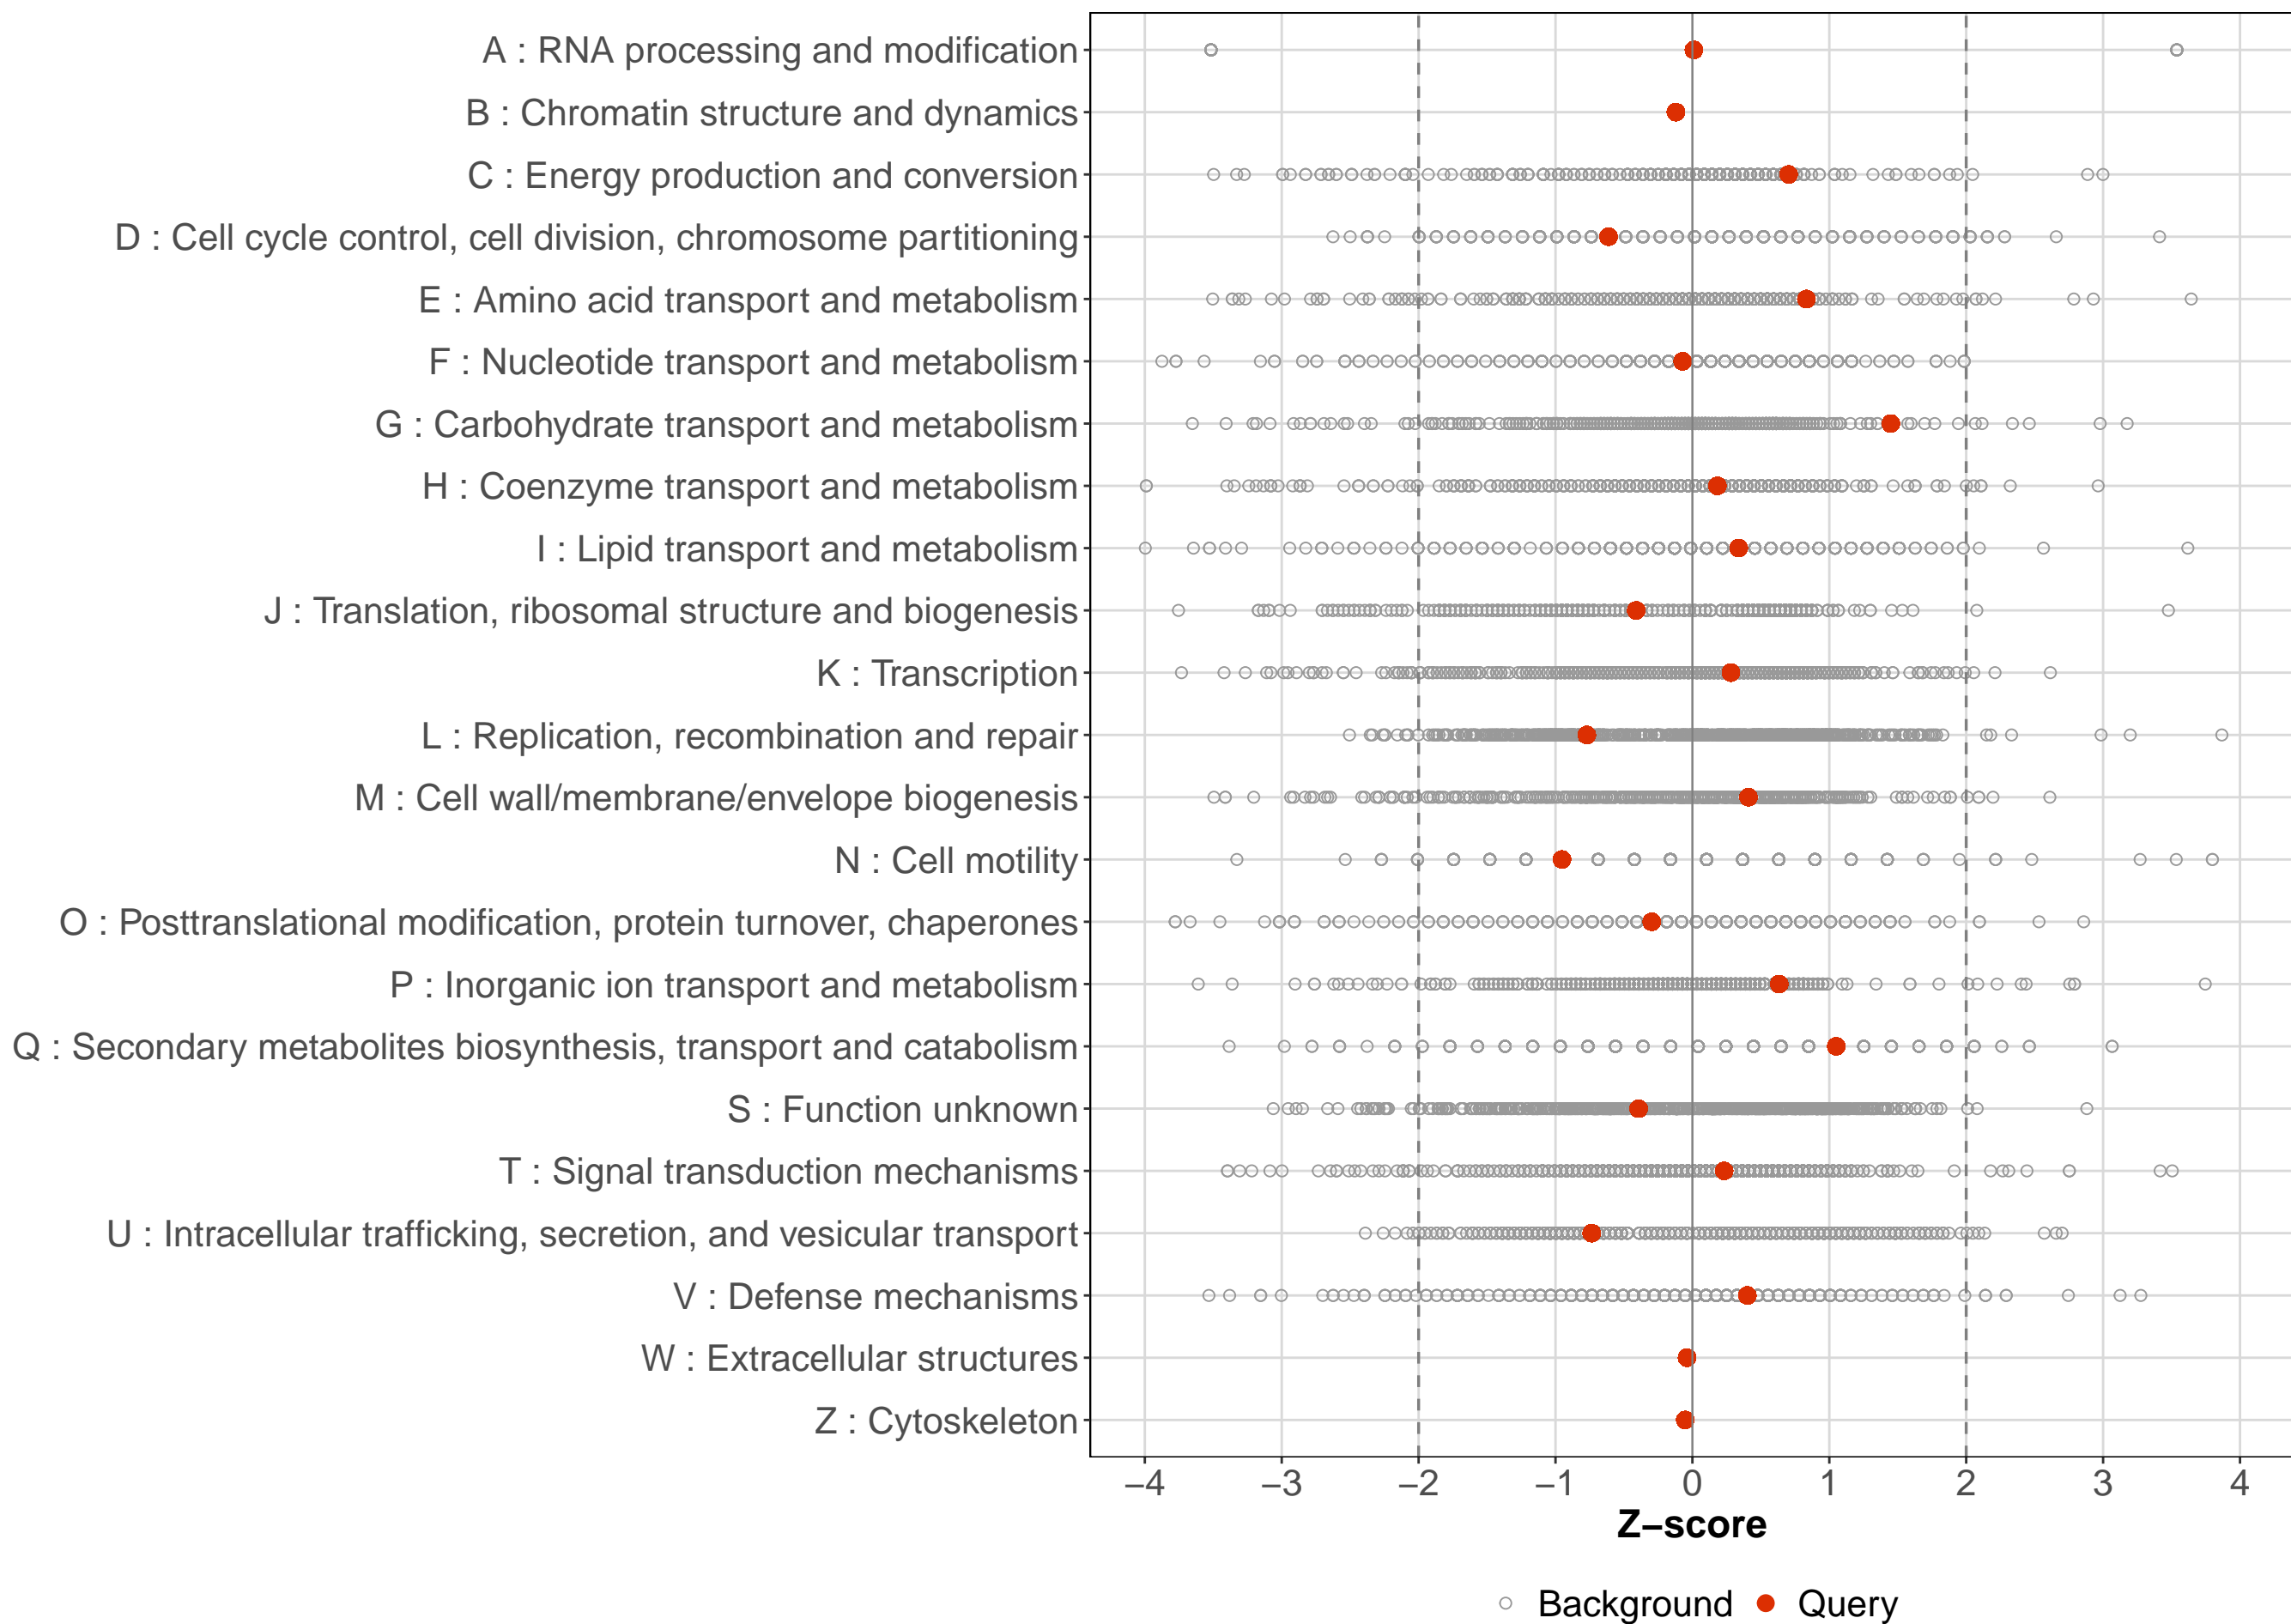 A : RNA processing and modification
B : Chromatin structure and dynamics
C : Energy production and conversion
D : Cell cycle control, cell division, chromosome partitioning
E : Amino acid transport and metabolism
F : Nucleotide transport and metabolism
G : Carbohydrate transport and metabolism
H : Coenzyme transport and metabolism
I : Lipid transport and metabolism
J : Translation, ribosomal structure and biogenesis
K : Transcription
L : Replication, recombination and repair
M : Cell wall/membrane/envelope biogenesis
N : Cell motility
O : Posttranslational modification, protein turnover, chaperones
P : Inorganic ion transport and metabolism
Q : Secondary metabolites biosynthesis, transport and catabolism
S : Function unknown
T : Signal transduction mechanisms
U : Intracellular trafficking, secretion, and vesicular transport
V : Defense mechanisms
W : Extracellular structures
Z : Cytoskeleton
−4 −3 −2 −1 0 1 2 3 4
Z−score
Background Query